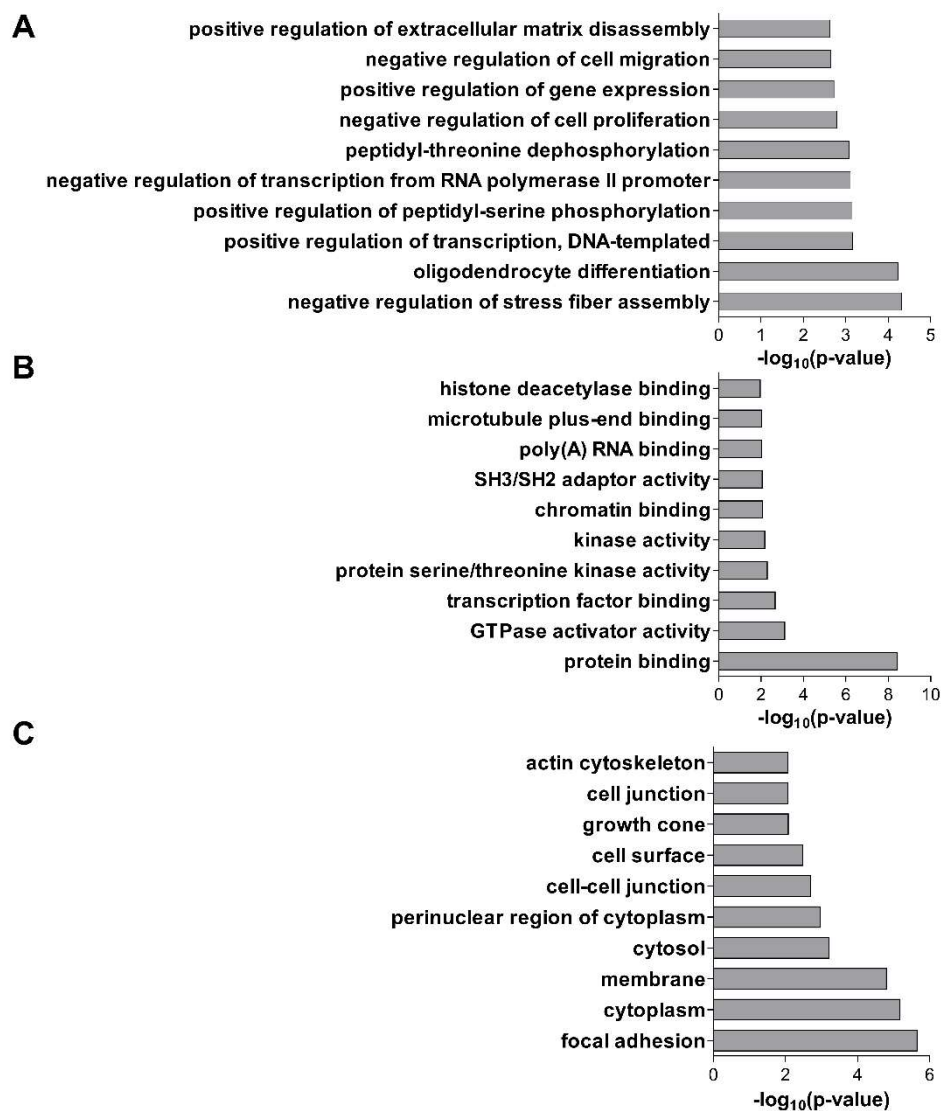 A
positive regulation of extracellular matrix disassembly
negative regulation of cell migration
positive regulation of gene expression
negative regulation of cell proliferation
peptidyl-threonine dephosphorylation
negative regulation of transcription from RNA polymerase II promoter
positive regulation of peptidyl-serine phosphorylation
positive regulation of transcription, DNA-templated
oligodendrocyte differentiation
negative regulation of stress fiber assembly
0 1 2 3 4 5
-log10(p-value)
B
histone deacetylase binding
microtubule plus-end binding
poly(A) RNA binding
SH3/SH2 adaptor activity
chromatin binding
kinase activity
protein serine/threonine kinase activity
transcription factor binding
GTPase activator activity
protein binding
0 2 4 6 8 10
-log10(p-value)
C
actin cytoskeleton
cell junction
growth cone
cell surface
cell-cell junction
perinuclear region of cytoplasm
cytosol
membrane
cytoplasm
focal adhesion
0 2 4 6
-log10(p-value)